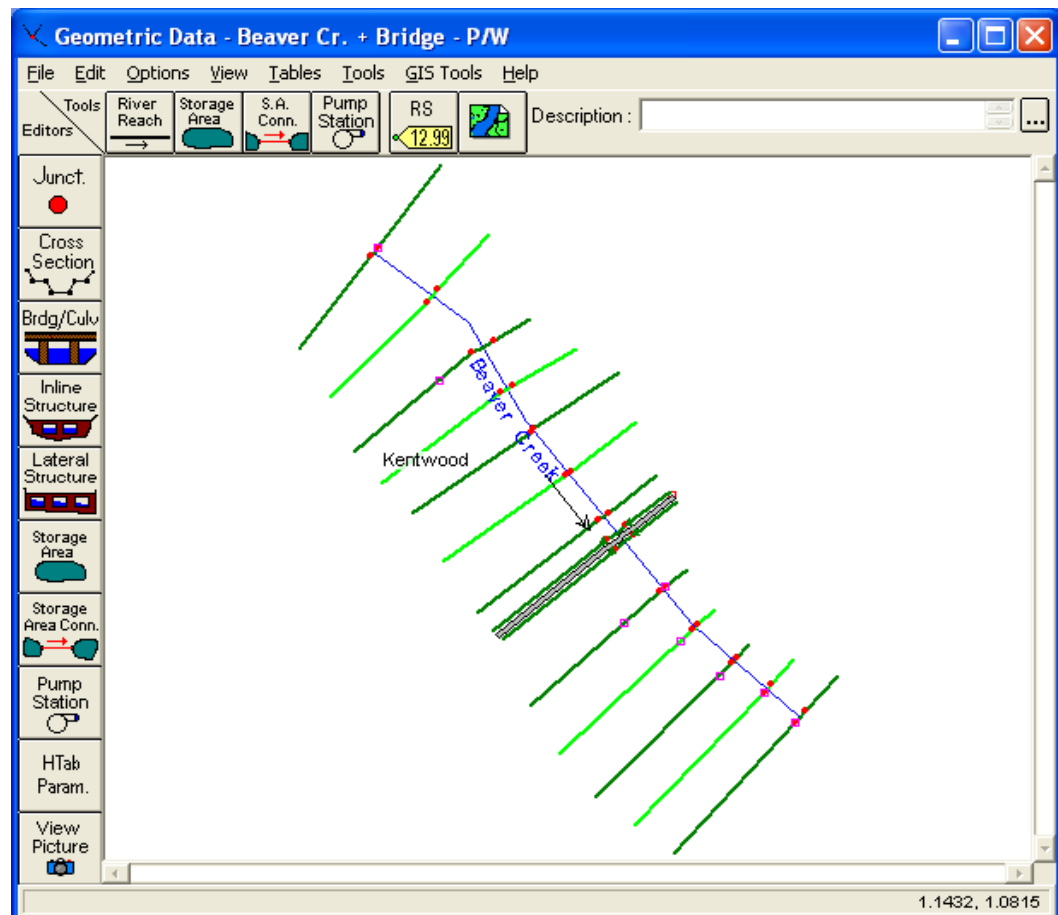 Geometric Data - Beaver Cr. + Bridge - P/W
File Edit Options View Tables Tools GIS Tools Help
Tools
Editors
River
Reach
Storage
Area
S.A.
Conn.
Pump
Station
RS
12.99
Description :
...
Junct.
Cross
Section
Brdg/Culv
Inline
Structure
Lateral
Structure
Storage
Area
Storage
Area Conn.
Pump
Station
HTab
Param.
View
Picture
Beaver Creek
Kentwood
1.1432, 1.0815